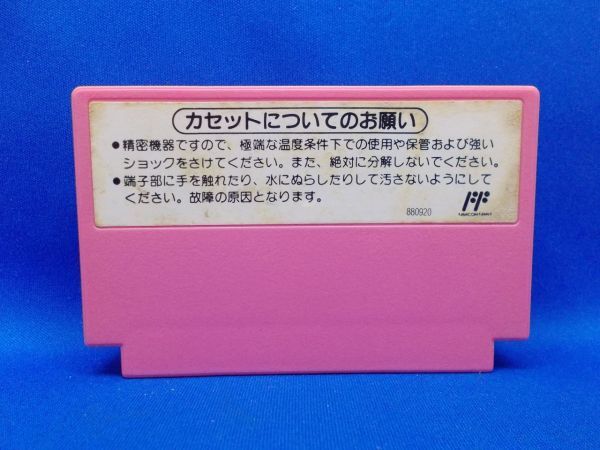 カセットについてのお願い
●精密機器ですので、極端な温度条件下での使用や保管および強い
ショックをさけてください。また、絶対に分解しないでください。
●端子部に手を触れたり、水にぬらしたりして汚さないようにして
ください。故障の原因となります。
880920